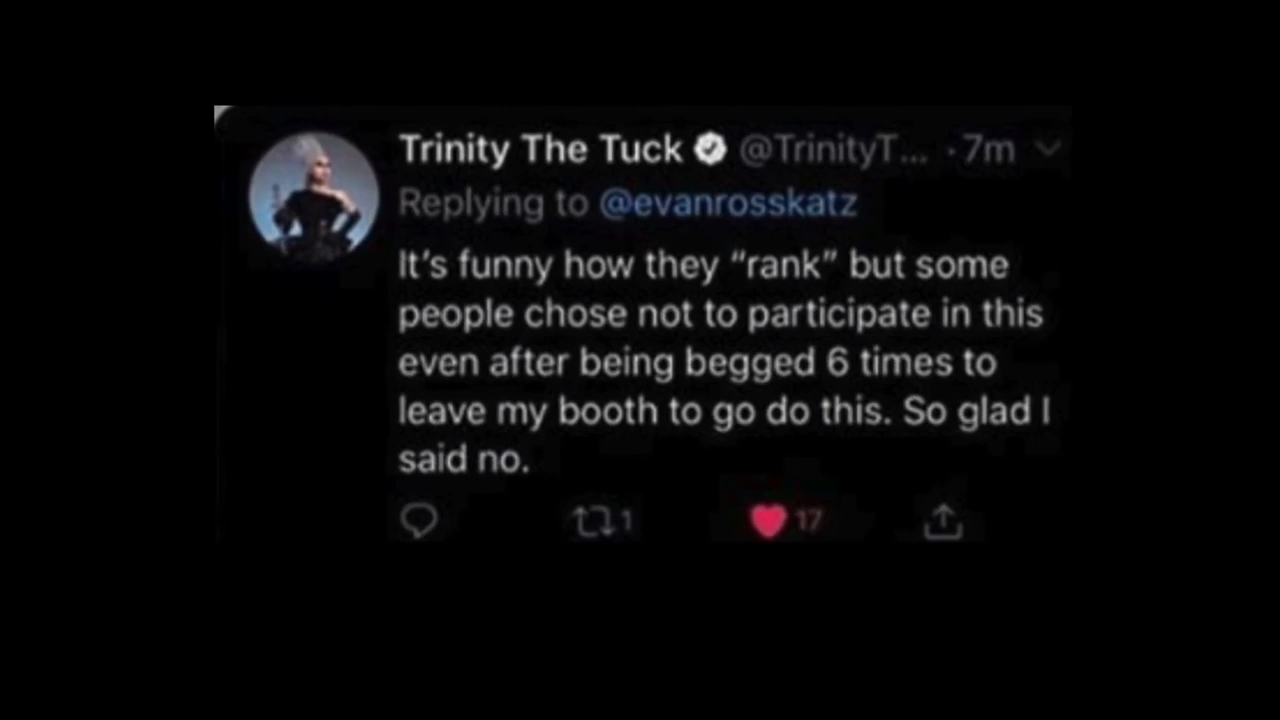 Trinity The Tuck @TrinityT... · 7m
Replying to @evanrosskatz
It's funny how they “rank” but some
people chose not to participate in this
even after being begged 6 times to
leave my booth to go do this. So glad I
said no.
1 17